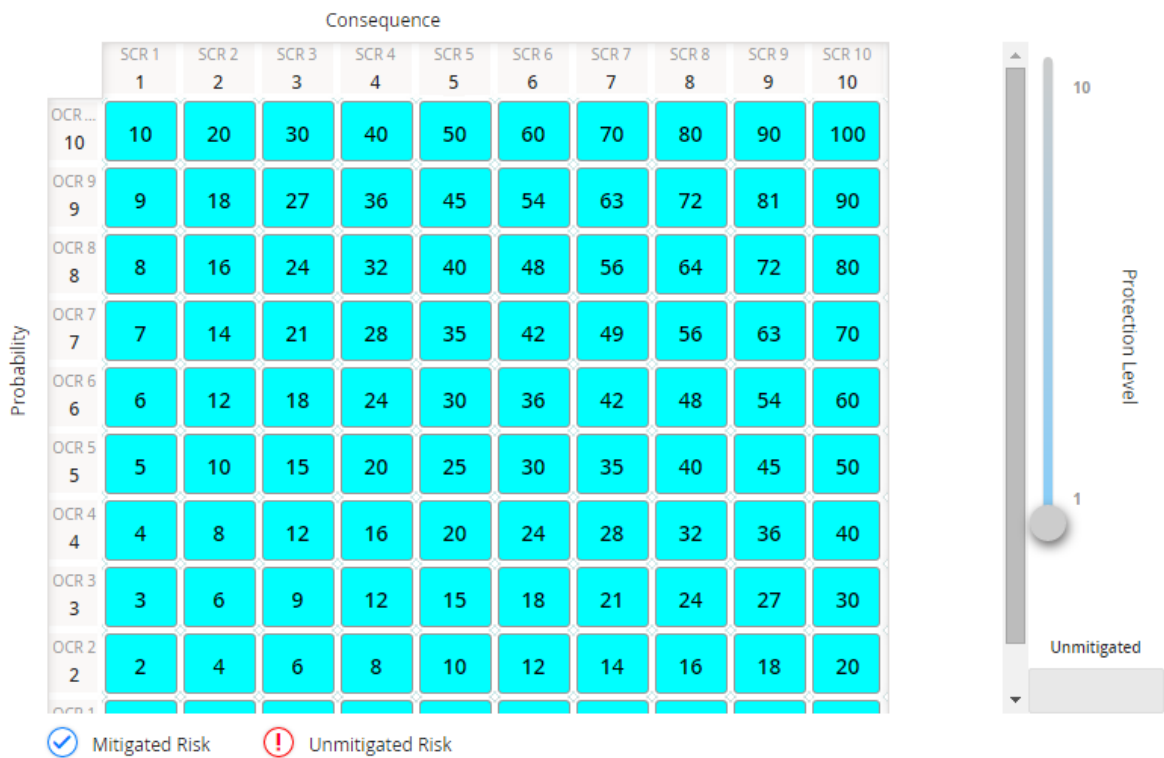 Consequence
SCR 1 SCR 2 SCR 3 SCR 4 SCR 5 SCR 6 SCR 7 SCR 8 SCR 9 SCR 10
1 2 3 4 5 6 7 8 9 10
OCR ...
10 10 20 30 40 50 60 70 80 90 100
OCR 9
9 9 18 27 36 45 54 63 72 81 90
OCR 8
8 8 16 24 32 40 48 56 64 72 80
OCR 7
7 7 14 21 28 35 42 49 56 63 70
OCR 6
6 6 12 18 24 30 36 42 48 54 60
OCR 5
5 5 10 15 20 25 30 35 40 45 50
OCR 4
4 4 8 12 16 20 24 28 32 36 40
OCR 3
3 3 6 9 12 15 18 21 24 27 30
OCR 2
2 2 4 6 8 10 12 14 16 18 20
OCR 1
Probability
10
1
Protection Level
Unmitigated
Mitigated Risk
Unmitigated Risk